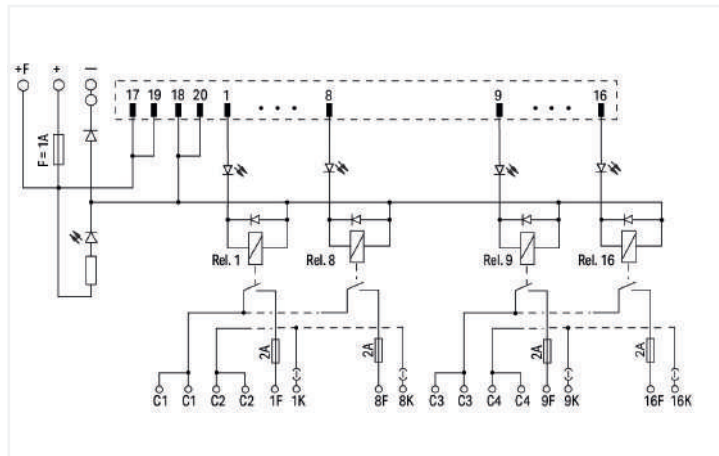 +F + —
17 19 18 20 1 • • • 8 9 • • • 16
F = 1A
Rel. 1 Rel. 8 Rel. 9 Rel. 16
2A 2A 2A 2A
C1 C1 C2 C2 1F 1K 8F 8K C3 C3 C4 C4 9F 9K 16F 16K